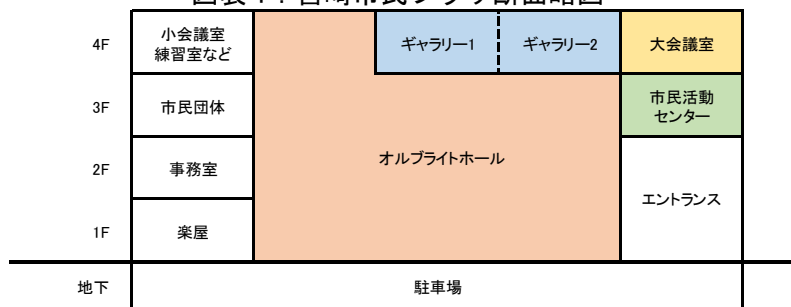 4F
小会議室
練習室など
ギャラリー1
ギャラリー2
大会議室
3F
市民団体
市民活動
センター
2F
事務室
オルブライトホール
エントランス
1F
楽屋
地下
駐車場